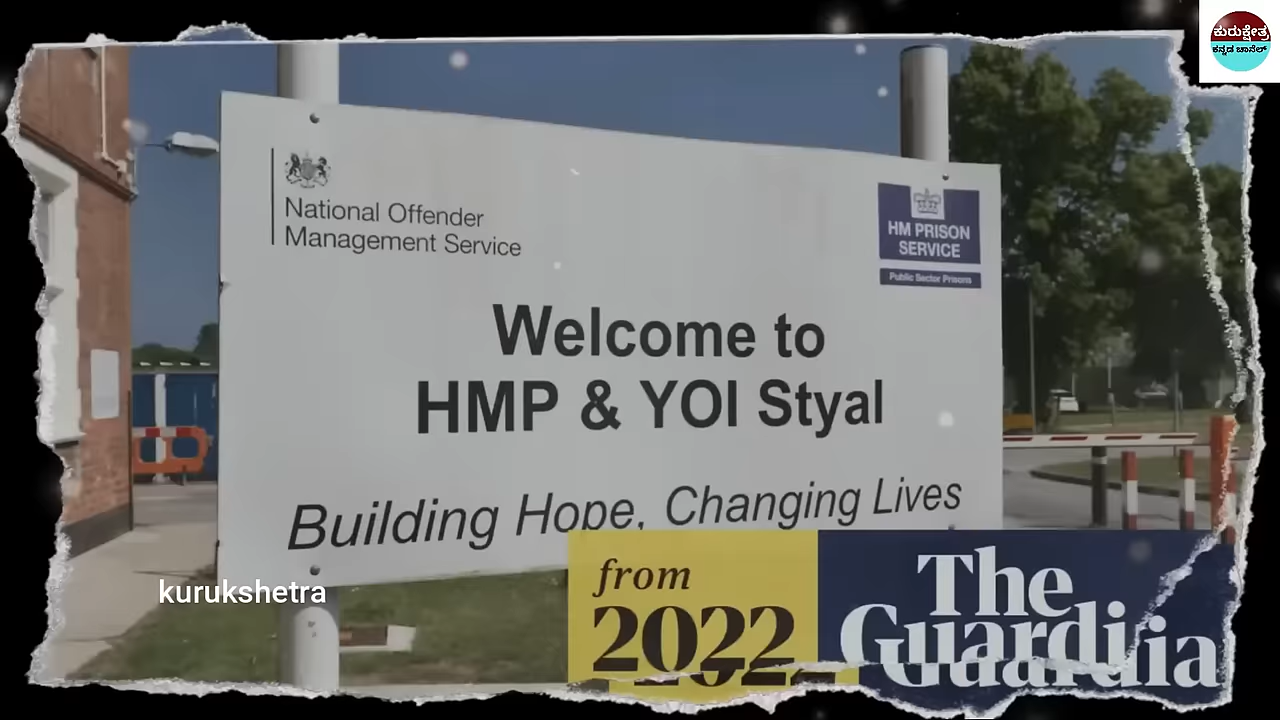 ಕುರುಕ್ಷೇತ್ರ
ಕನ್ನಡ ಚಾನೆಲ್
National Offender
Management Service
HM PRISON
SERVICE
Public Sector Prisons
Welcome to
HMP & YOI Styal
Building Hope, Changing Lives
kurukshetra
from
2022
The
Guardia